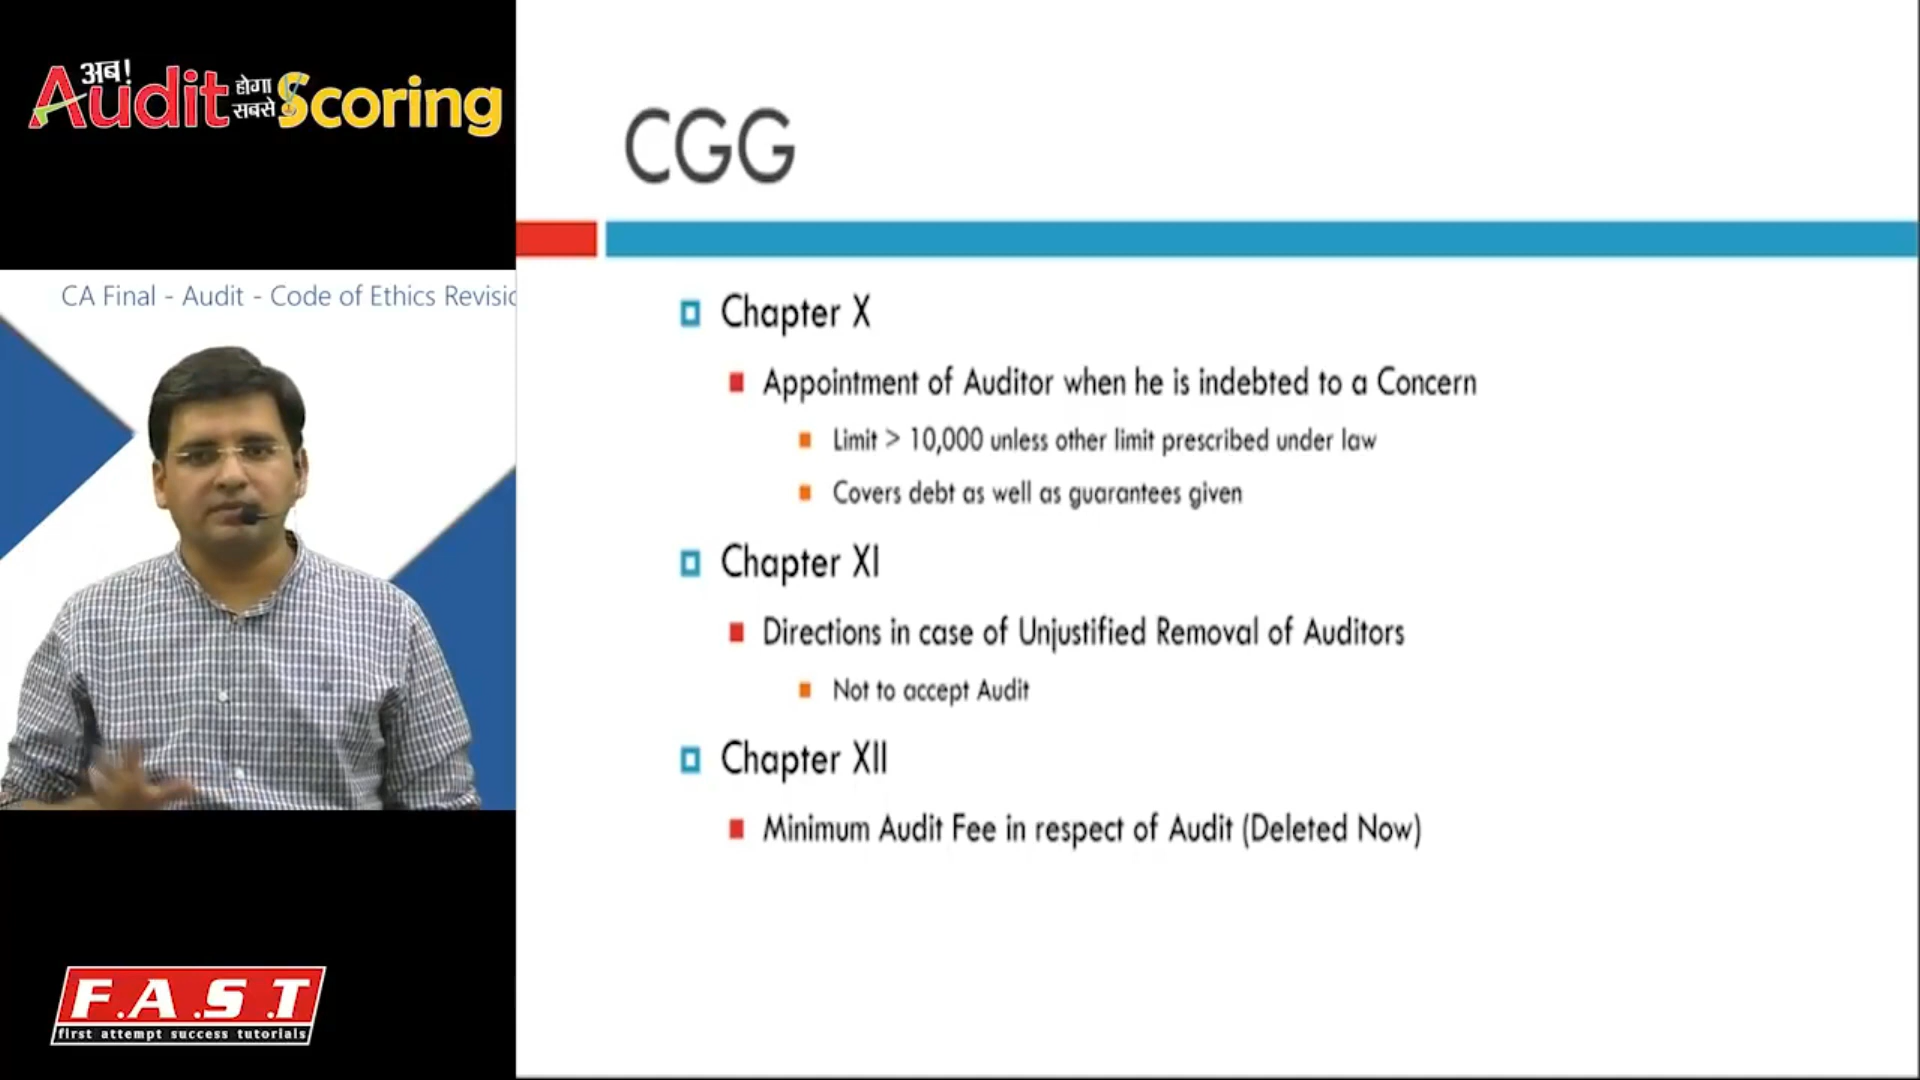 अब!
Audit होगा सबसे Scoring
CA Final - Audit - Code of Ethics Revisio
F.A.S.T
first attempt success tutorials
CGG
Chapter X
Appointment of Auditor when he is indebted to a Concern
Limit > 10,000 unless other limit prescribed under law
Covers debt as well as guarantees given
Chapter XI
Directions in case of Unjustified Removal of Auditors
Not to accept Audit
Chapter XII
Minimum Audit Fee in respect of Audit (Deleted Now)